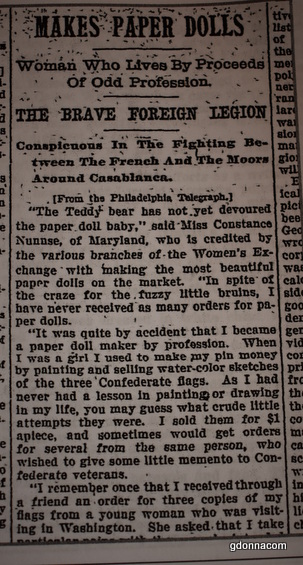 MAKES PAPER DOLLS
Woman Who Lives By Proceeds
Of Odd Profession.
THE BRAVE FOREIGN LEGION
Conspicuous In The Fighting Be-
tween The French And The Moors
Around Casablanca.
[From the Philadelphia Telegraph.]
"The Teddy bear has not yet devoured
the paper doll baby," said Miss Constance
Nunnse, of Maryland, who is credited by
the various branches of the Women's Ex-
change with making the most beautiful
paper dolls on the market. "In spite of
the craze for the fuzzy little bruins, I
have never received as many orders for pa-
per dolls.
"It was quite by accident that I became
a paper doll maker by profession. When
I was a girl I used to make my pin money
by painting and selling water-color sketches
of the three Confederate flags. As I had
never had a lesson in painting or drawing
in my life, you may guess what crude little
attempts they were. I sold them for $1
apiece, and sometimes would get orders
for several from the same person, who
wished to give some little memento to Con-
federate veterans.
"I remember once that I received through
a friend an order for three copies of my
flags from a young woman who was visit-
ing in Washington. She asked that I take
gdonnacom